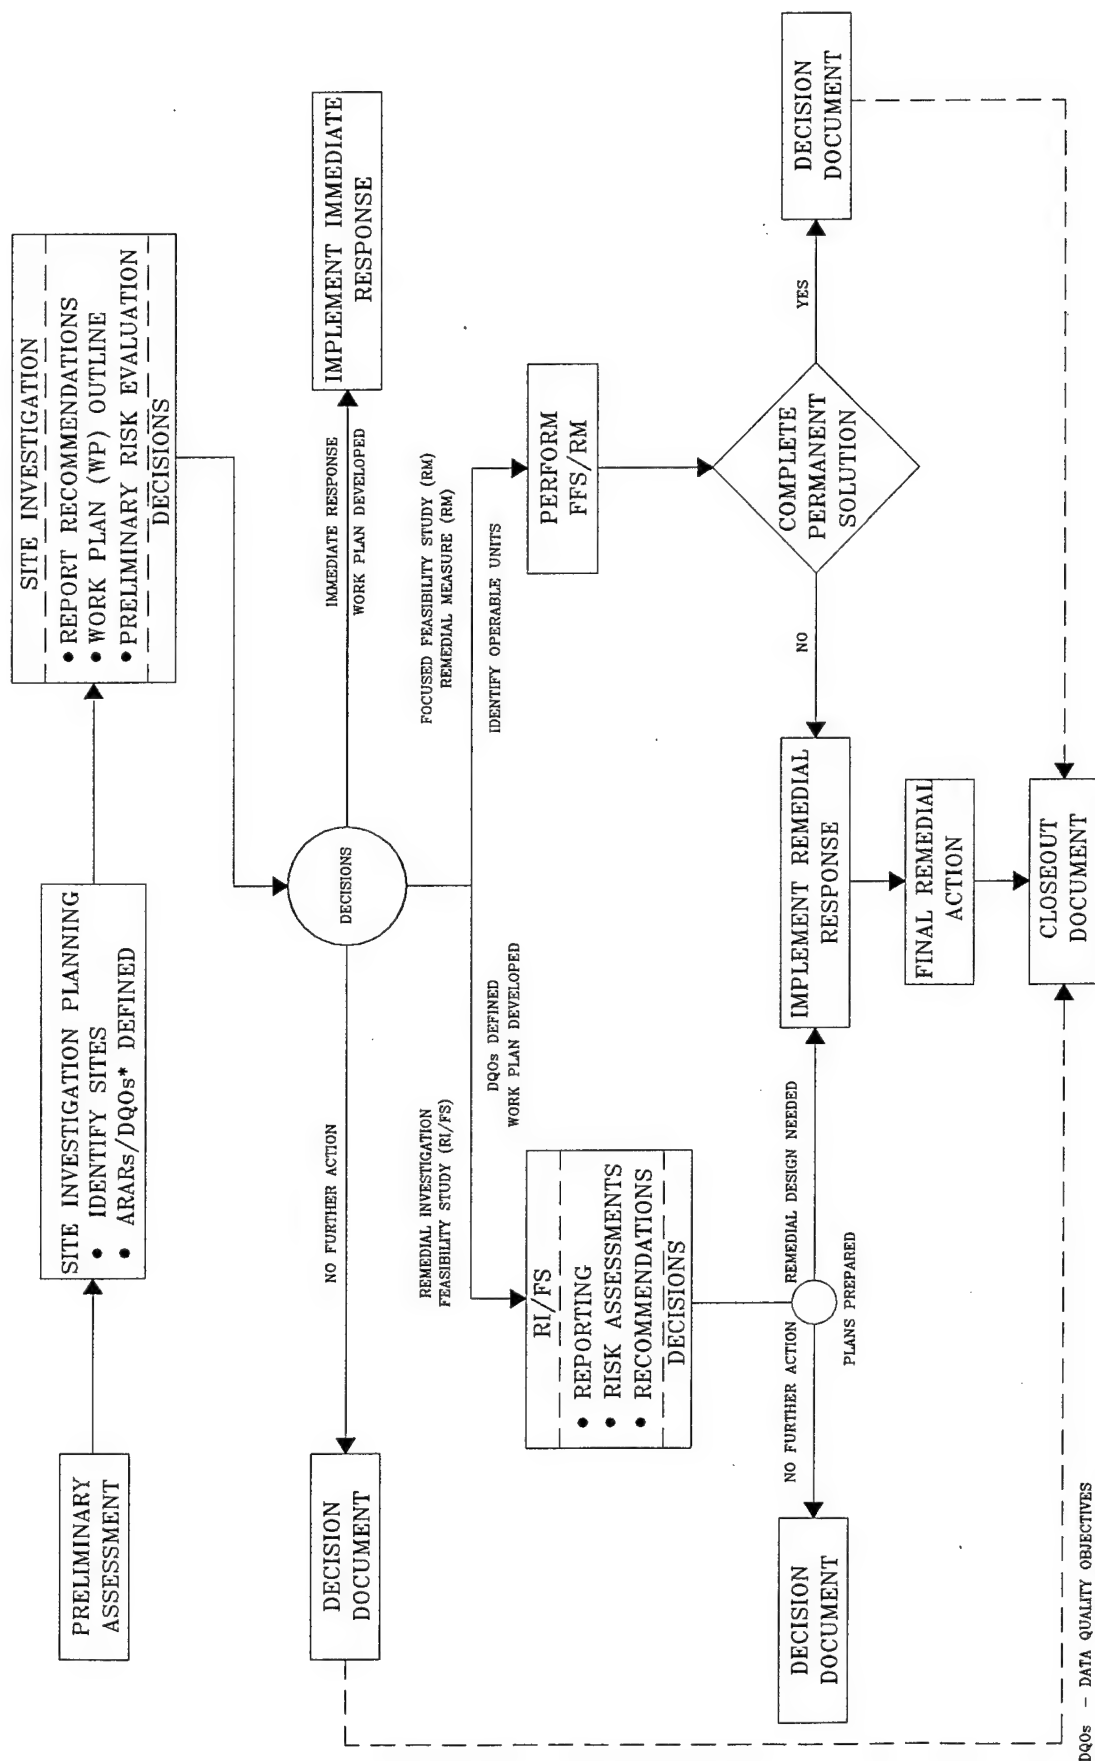 PRELIMINARY
ASSESSMENT
SITE INVESTIGATION PLANNING
● IDENTIFY SITES
● ARARs/DQOs* DEFINED
SITE INVESTIGATION
● REPORT RECOMMENDATIONS
● WORK PLAN (WP) OUTLINE
● PRELIMINARY RISK EVALUATION
DECISIONS
DECISION
DOCUMENT
NO FURTHER ACTION
DECISIONS
IMMEDIATE RESPONSE
WORK PLAN DEVELOPED
IMPLEMENT IMMEDIATE
RESPONSE
REMEDIAL INVESTIGATION
FEASIBILITY STUDY (RI/FS)
DQOs DEFINED
WORK PLAN DEVELOPED
FOCUSED FEASIBILITY STUDY (RM)
REMEDIAL MEASURE (RM)
IDENTIFY OPERABLE UNITS
RI/FS
● REPORTING
● RISK ASSESSMENTS
● RECOMMENDATIONS
DECISIONS
PERFORM
FFS/RM
DECISION
DOCUMENT
NO FURTHER ACTION
REMEDIAL DESIGN NEEDED
PLANS PREPARED
IMPLEMENT REMEDIAL
RESPONSE
NO
COMPLETE
PERMANENT
SOLUTION
YES
DECISION
DOCUMENT
FINAL REMEDIAL
ACTION
CLOSEOUT
DOCUMENT
DQOs - DATA QUALITY OBJECTIVES